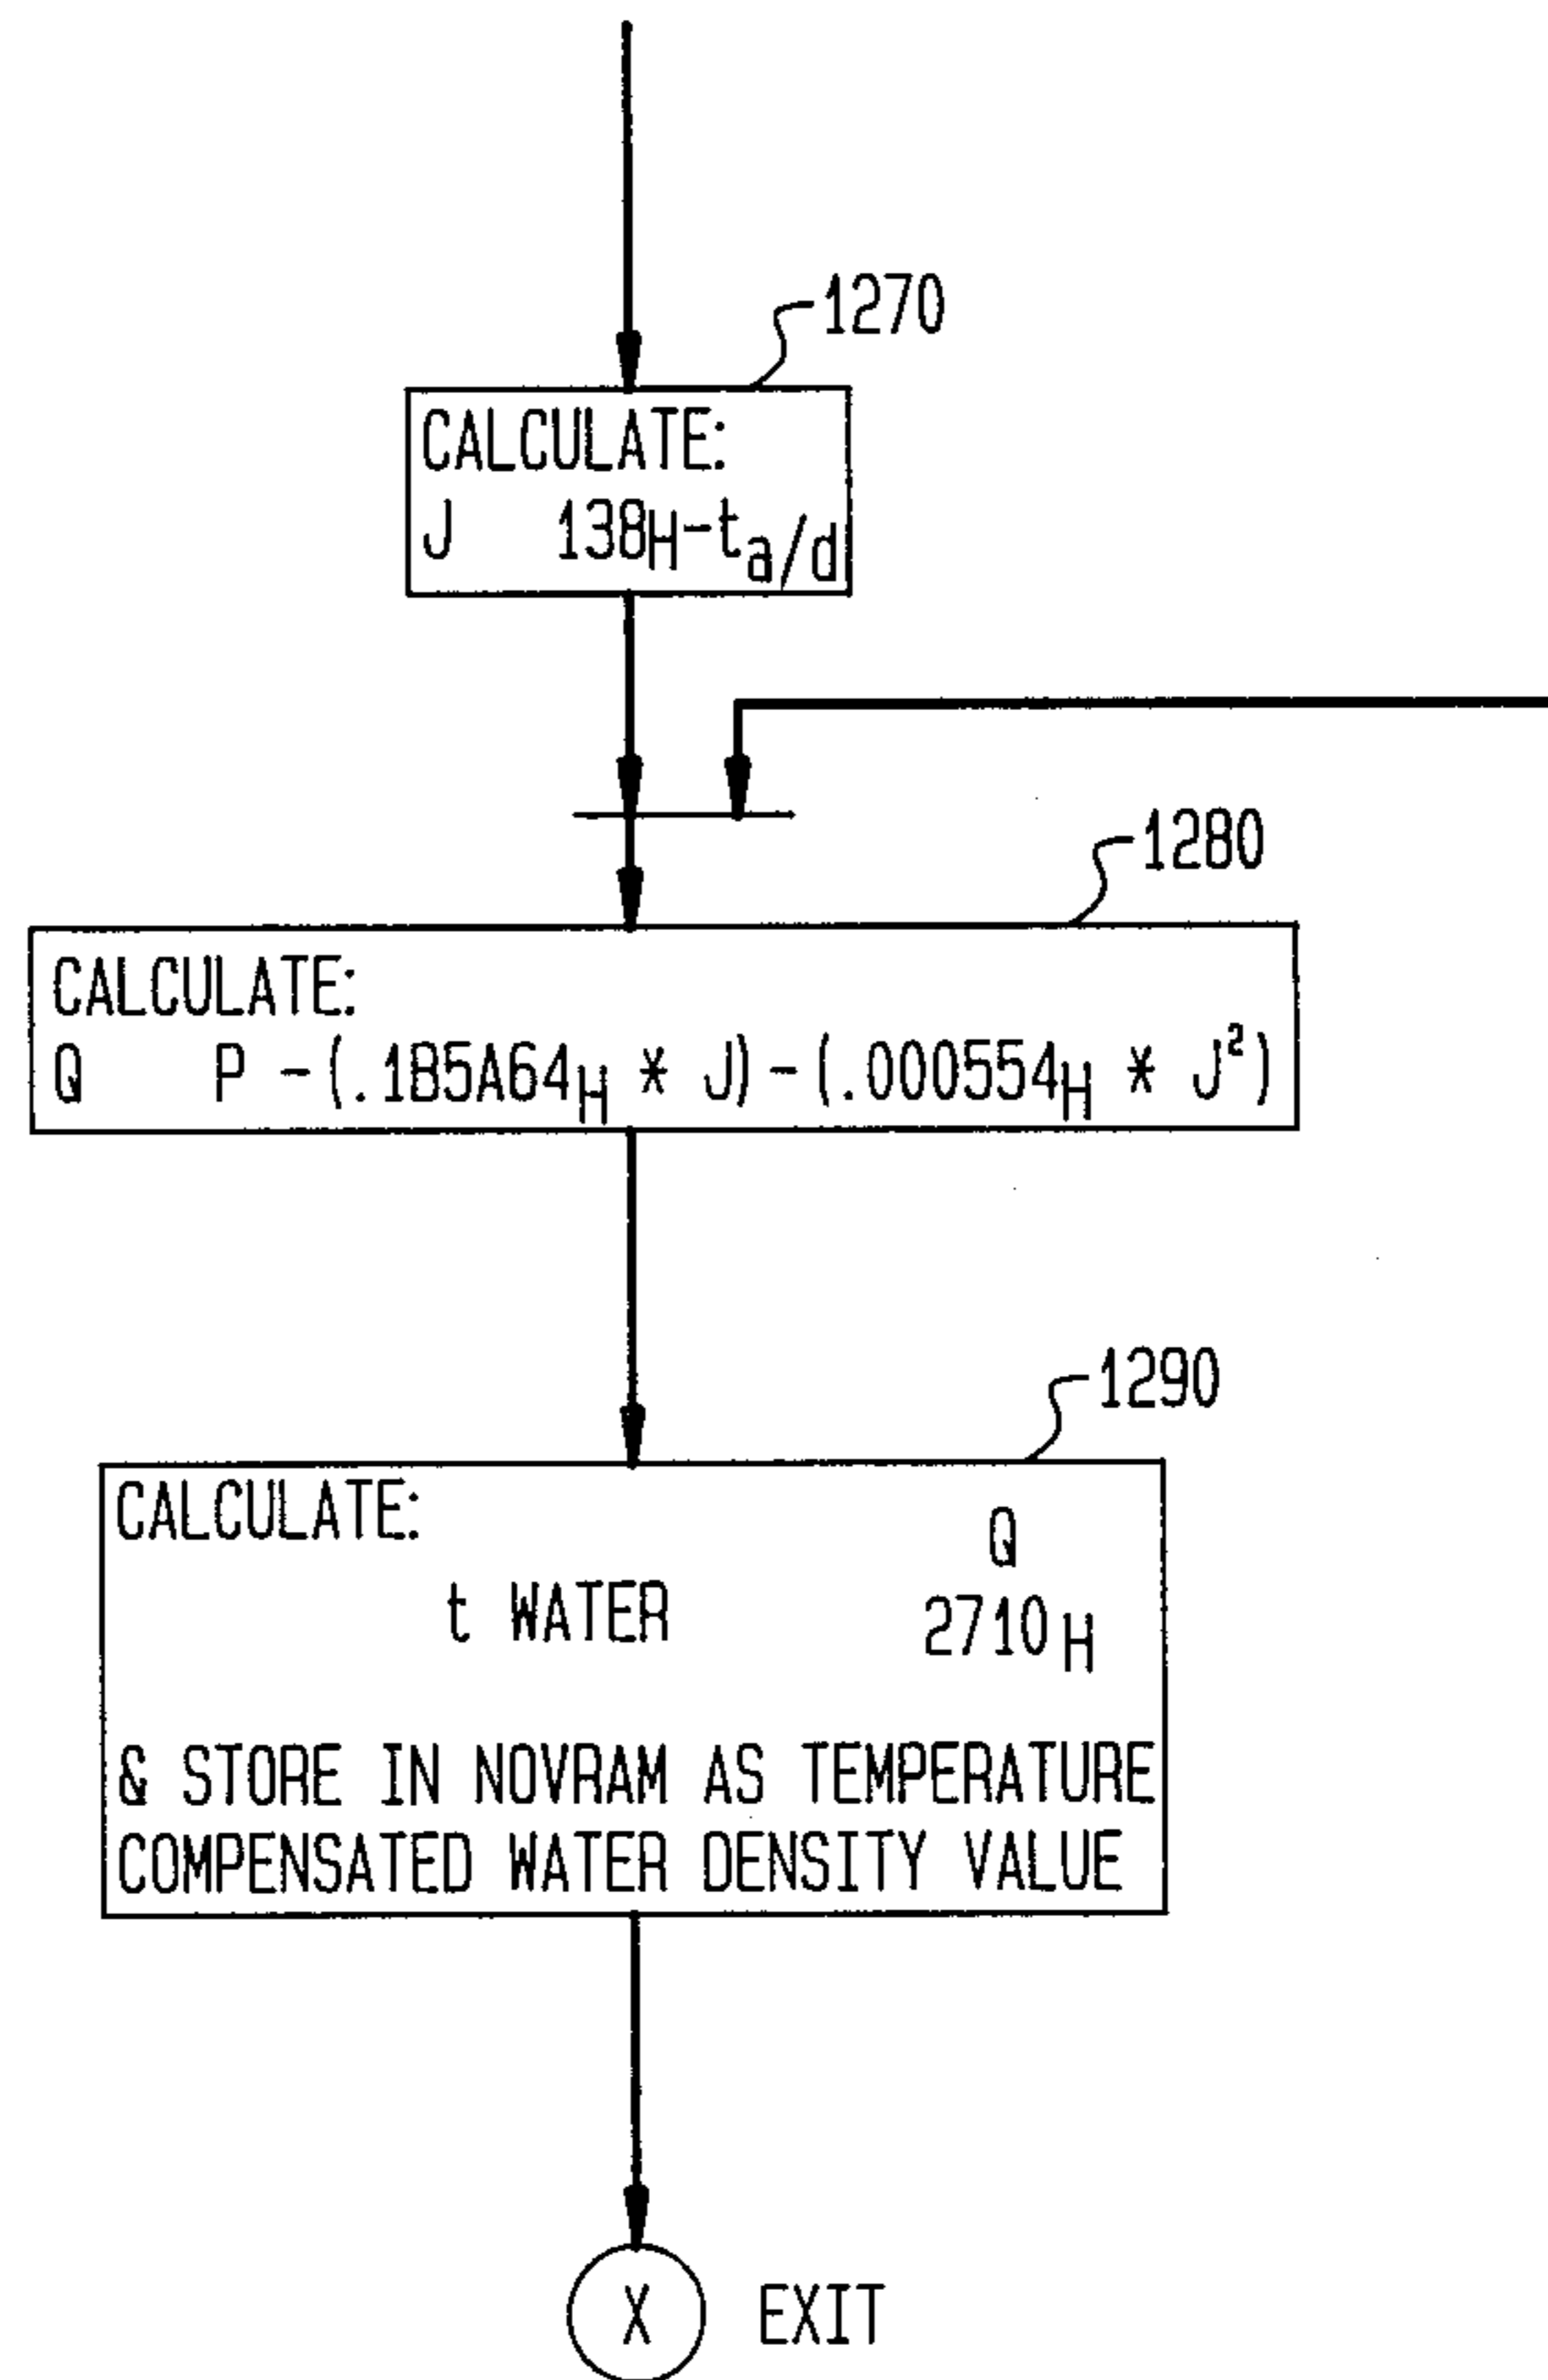 1270
CALCULATE:
J 138H-ta/d
1280
CALCULATE:
Q P - (.1B5A64H * J) - (.000554H * J²)
1290
CALCULATE:
Q
t WATER 2710H
& STORE IN NOVRAM AS TEMPERATURE
COMPENSATED WATER DENSITY VALUE
X EXIT